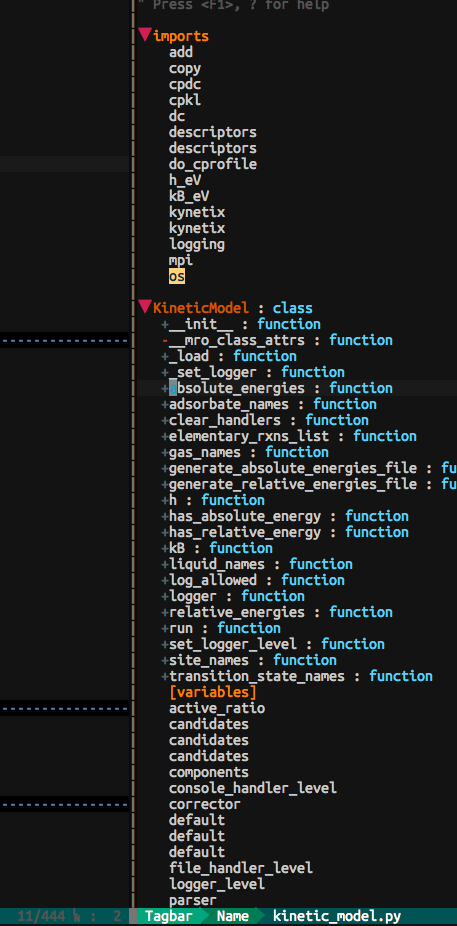 " Press <F1>, ? for help
▼imports
add
copy
cpdc
cpkl
dc
descriptors
descriptors
do_cprofile
h_eV
kB_eV
kynetix
kynetix
logging
mpi
os
▼KineticModel : class
+__init__ : function
-__mro_class_attrs : function
+_load : function
+_set_logger : function
+absolute_energies : function
+adsorbate_names : function
+clear_handlers : function
+elementary_rxns_list : function
+gas_names : function
+generate_absolute_energies_file : fu
+generate_relative_energies_file : fu
+h : function
+has_absolute_energy : function
+has_relative_energy : function
+kB : function
+liquid_names : function
+log_allowed : function
+logger : function
+relative_energies : function
+run : function
+set_logger_level : function
+site_names : function
+transition_state_names : function
[variables]
active_ratio
candidates
candidates
candidates
components
console_handler_level
corrector
default
default
default
file_handler_level
logger_level
parser
11/444 : 2 Tagbar Name kinetic_model.py